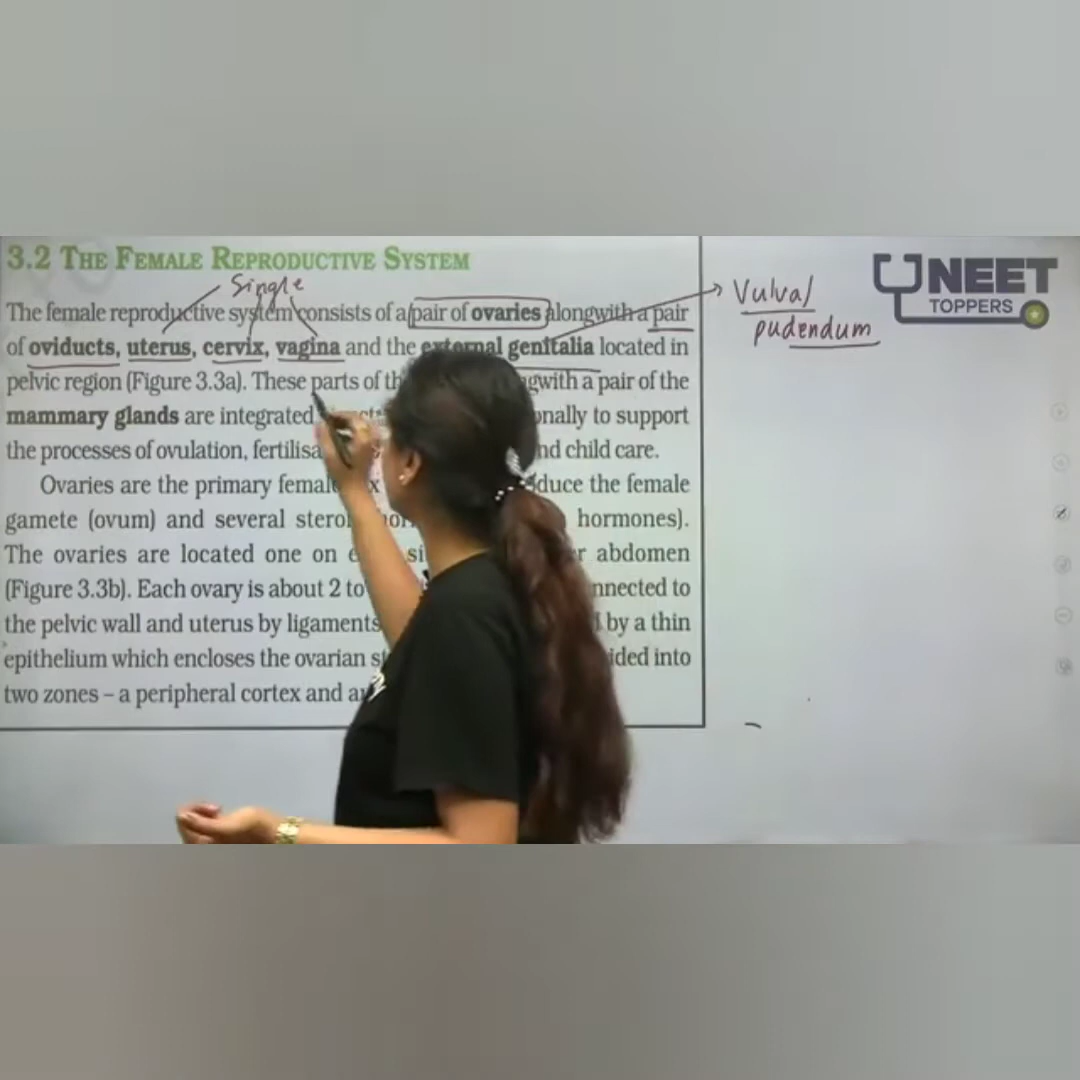 3.2 THE FEMALE REPRODUCTIVE SYSTEM
Single
The female reproductive system consists of a pair of ovaries alongwith a pair
of oviducts, uterus, cervix, vagina and the external genitalia located in
pelvic region (Figure 3.3a). These parts of th gwith a pair of the
mammary glands are integrated onally to support
the processes of ovulation, fertilisa nd child care.
Ovaries are the primary female duce the female
gamete (ovum) and several stero hormones).
The ovaries are located one on abdomen
(Figure 3.3b). Each ovary is about 2 to nnected to
the pelvic wall and uterus by ligaments by a thin
epithelium which encloses the ovarian ided into
two zones – a peripheral cortex and
Vulva/
pudendum
NEET
TOPPERS